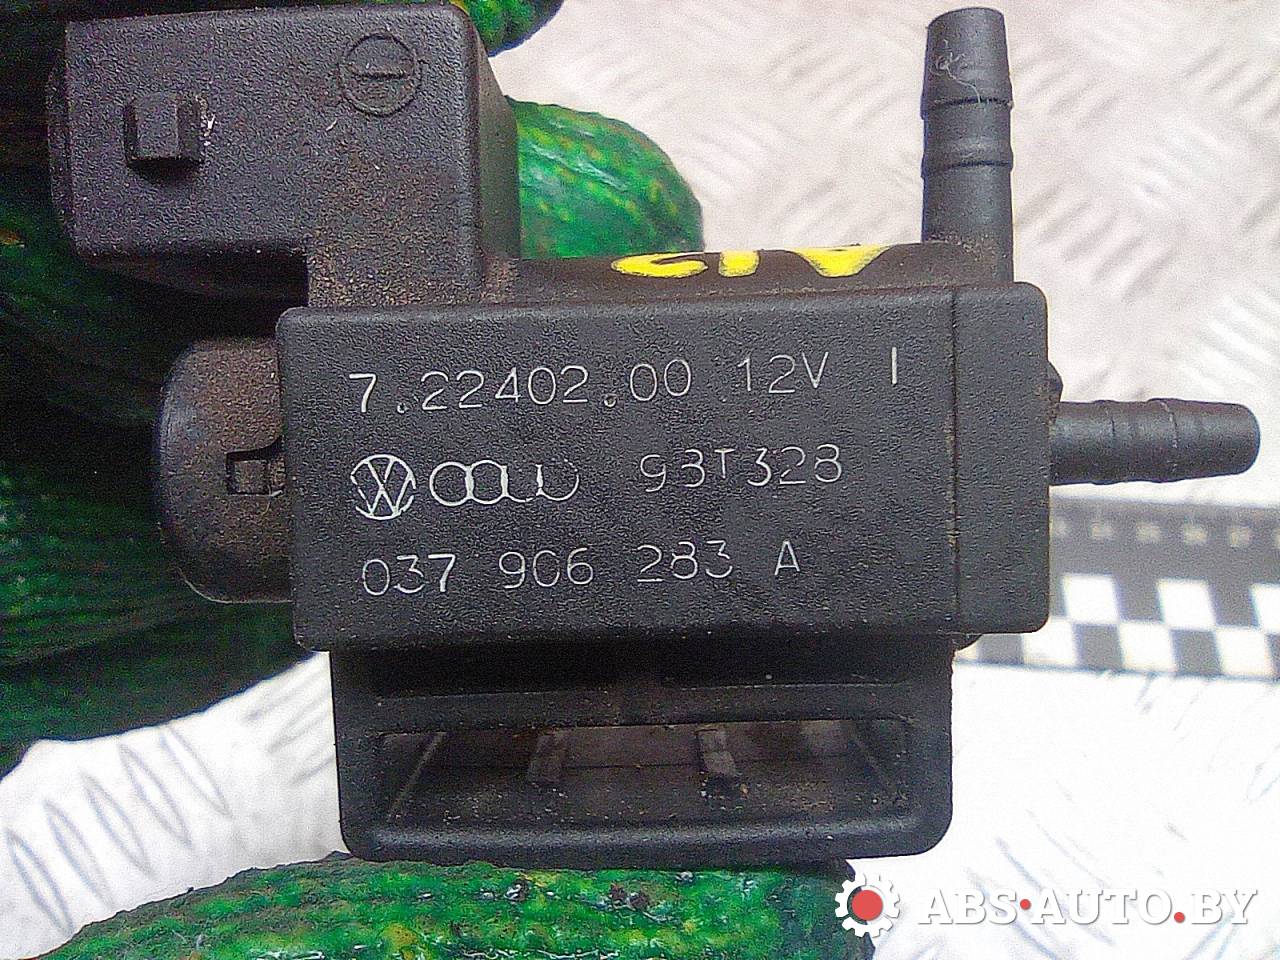 7.22402.00 12V I
93T328
037 906 283 A
ABS-AUTO.BY